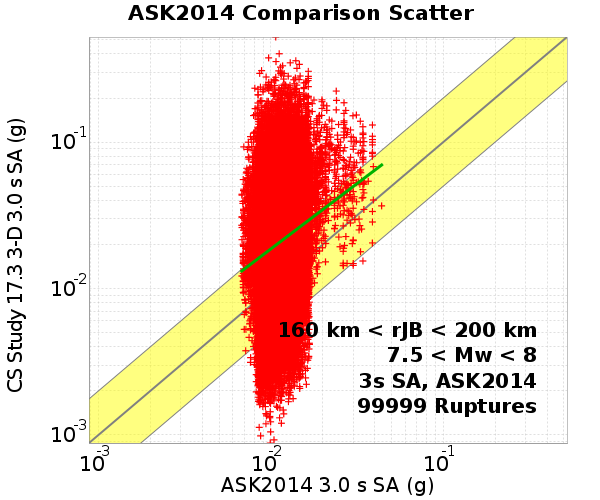 ASK2014 Comparison Scatter
CS Study 17.3 3-D 3.0 s SA (g)
10-1
10-2
10-3
160 km < rJB < 200 km
7.5 < Mw < 8
3s SA, ASK2014
99999 Ruptures
10-3 10-2 10-1
ASK2014 3.0 s SA (g)